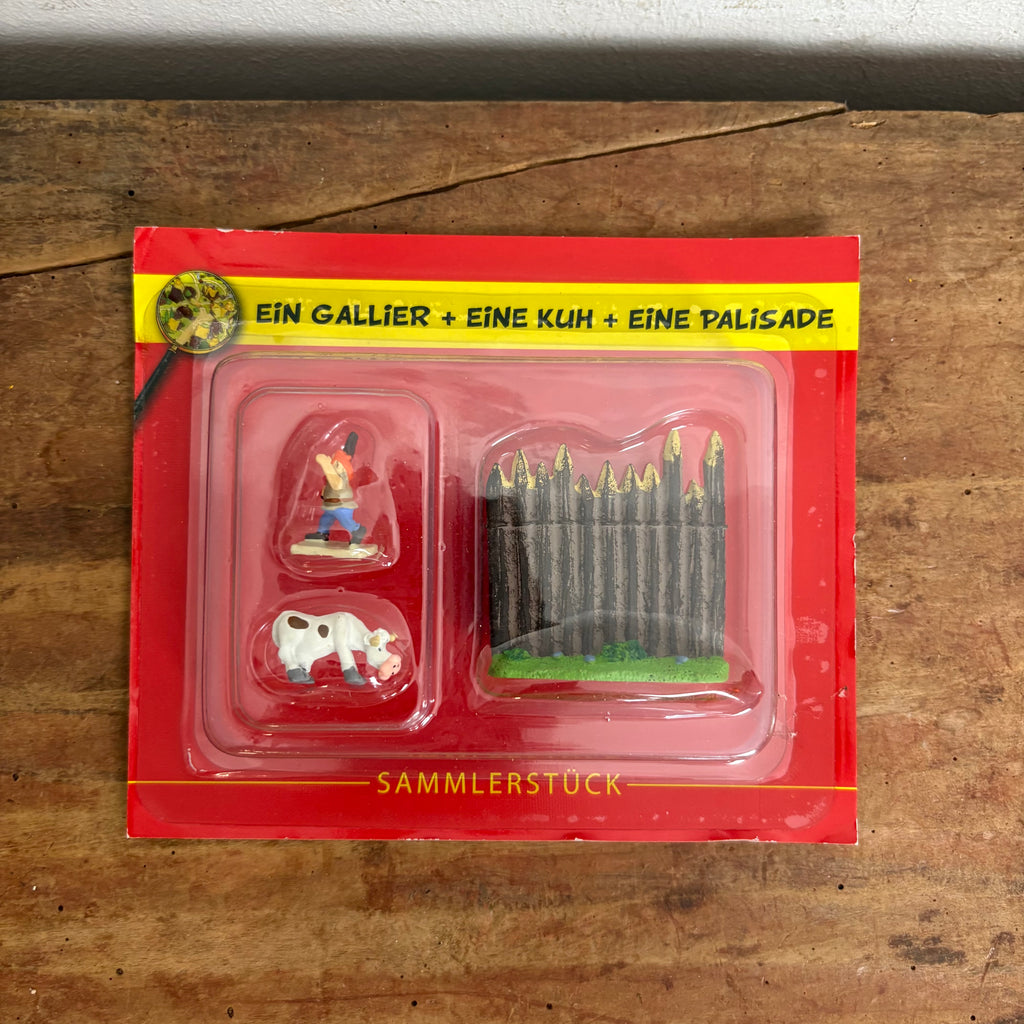 EiN GALLiER + EiNE KUH + EiNE PALiSADE
SAMMLERSTÜCK